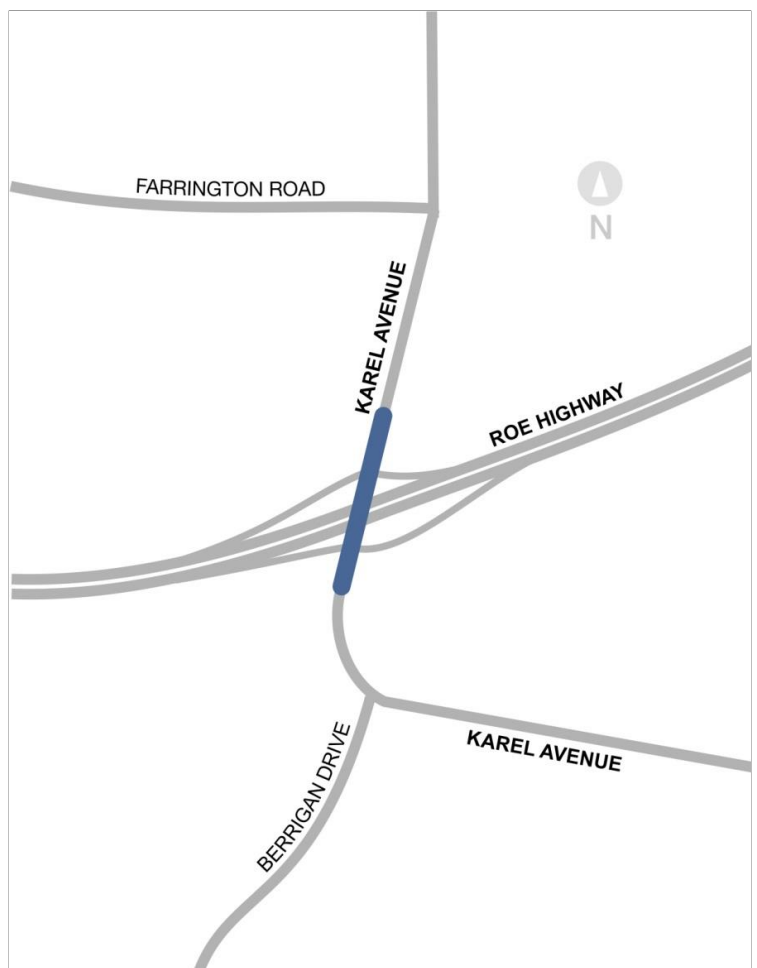 FARRINGTON ROAD
N
KAREL AVENUE
ROE HIGHWAY
KAREL AVENUE
BERRIGAN DRIVE